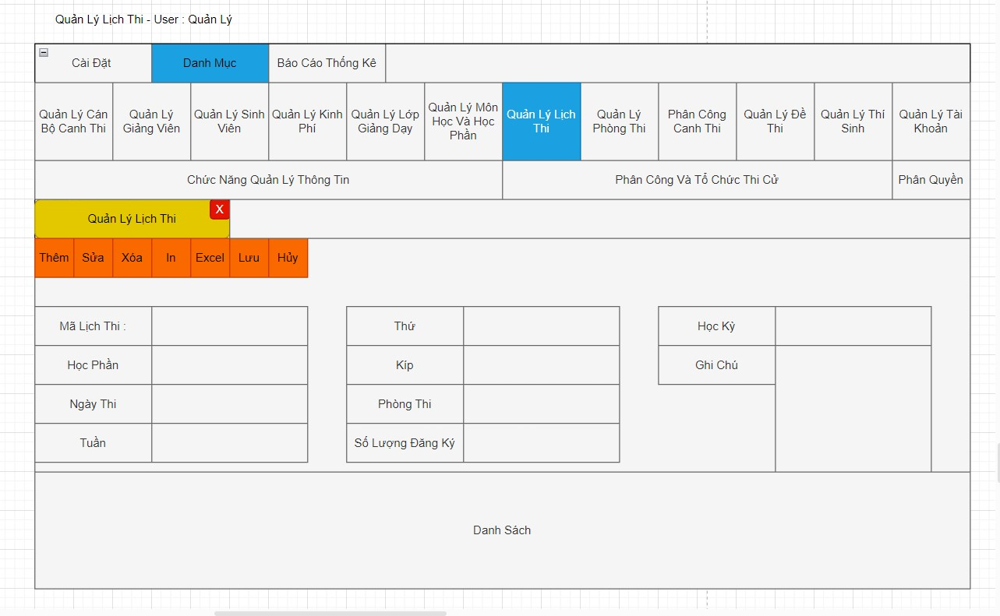 Quản Lý Lịch Thi - User : Quản Lý
Cài Đặt
Danh Mục
Báo Cáo Thống Kê
Quản Lý Cán
Bộ Canh Thi
Quản Lý
Giảng Viên
Quản Lý Sinh
Viên
Quản Lý Kinh
Phí
Quản Lý Lớp
Giảng Dạy
Quản Lý Môn
Học Và Học
Phần
Quản Lý Lịch
Thi
Quản Lý
Phòng Thi
Phân Công
Canh Thi
Quản Lý Đề
Thi
Quản Lý Thí
Sinh
Quản Lý Tài
Khoản
Chức Năng Quản Lý Thông Tin
Phân Công Và Tổ Chức Thi Cử
Phân Quyền
Quản Lý Lịch Thi
X
Thêm
Sửa
Xóa
In
Excel
Lưu
Hủy
Mã Lịch Thi :
Học Phần
Ngày Thi
Tuần
Thứ
Kíp
Phòng Thi
Số Lượng Đăng Ký
Học Kỳ
Ghi Chú
Danh Sách